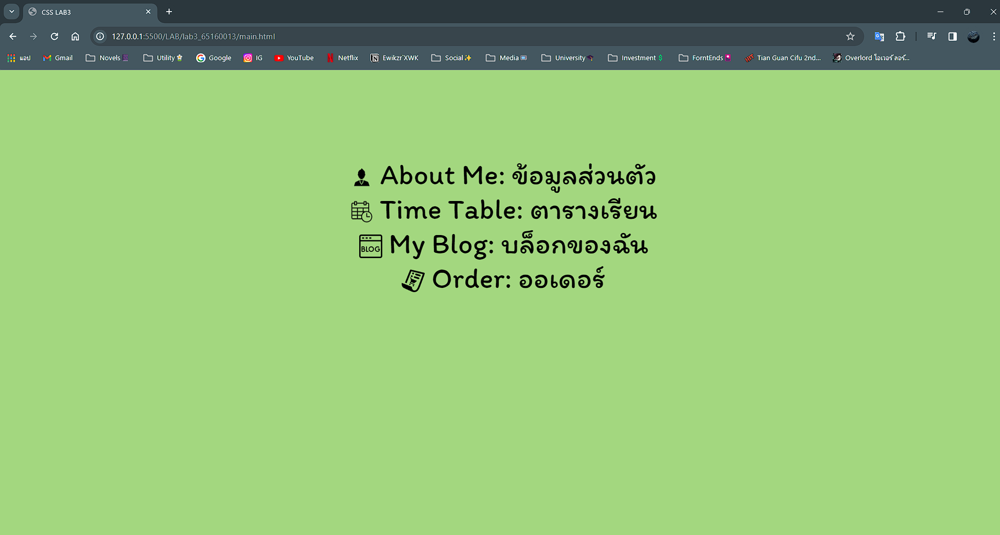 CSS LAB3
127.0.0.1:5500/LAB/lab3_65160013/main.html
แอป Gmail Novels Utility Google IG YouTube Netflix Ewikzr`XWK Social Media University Investment ForntEnds Tian Guan Cifu 2nd... Overlord โอเวอร์ ลอร์...
About Me: ข้อมูลส่วนตัว
Time Table: ตารางเรียน
BLOG My Blog: บล็อกของฉัน
Order: ออเดอร์